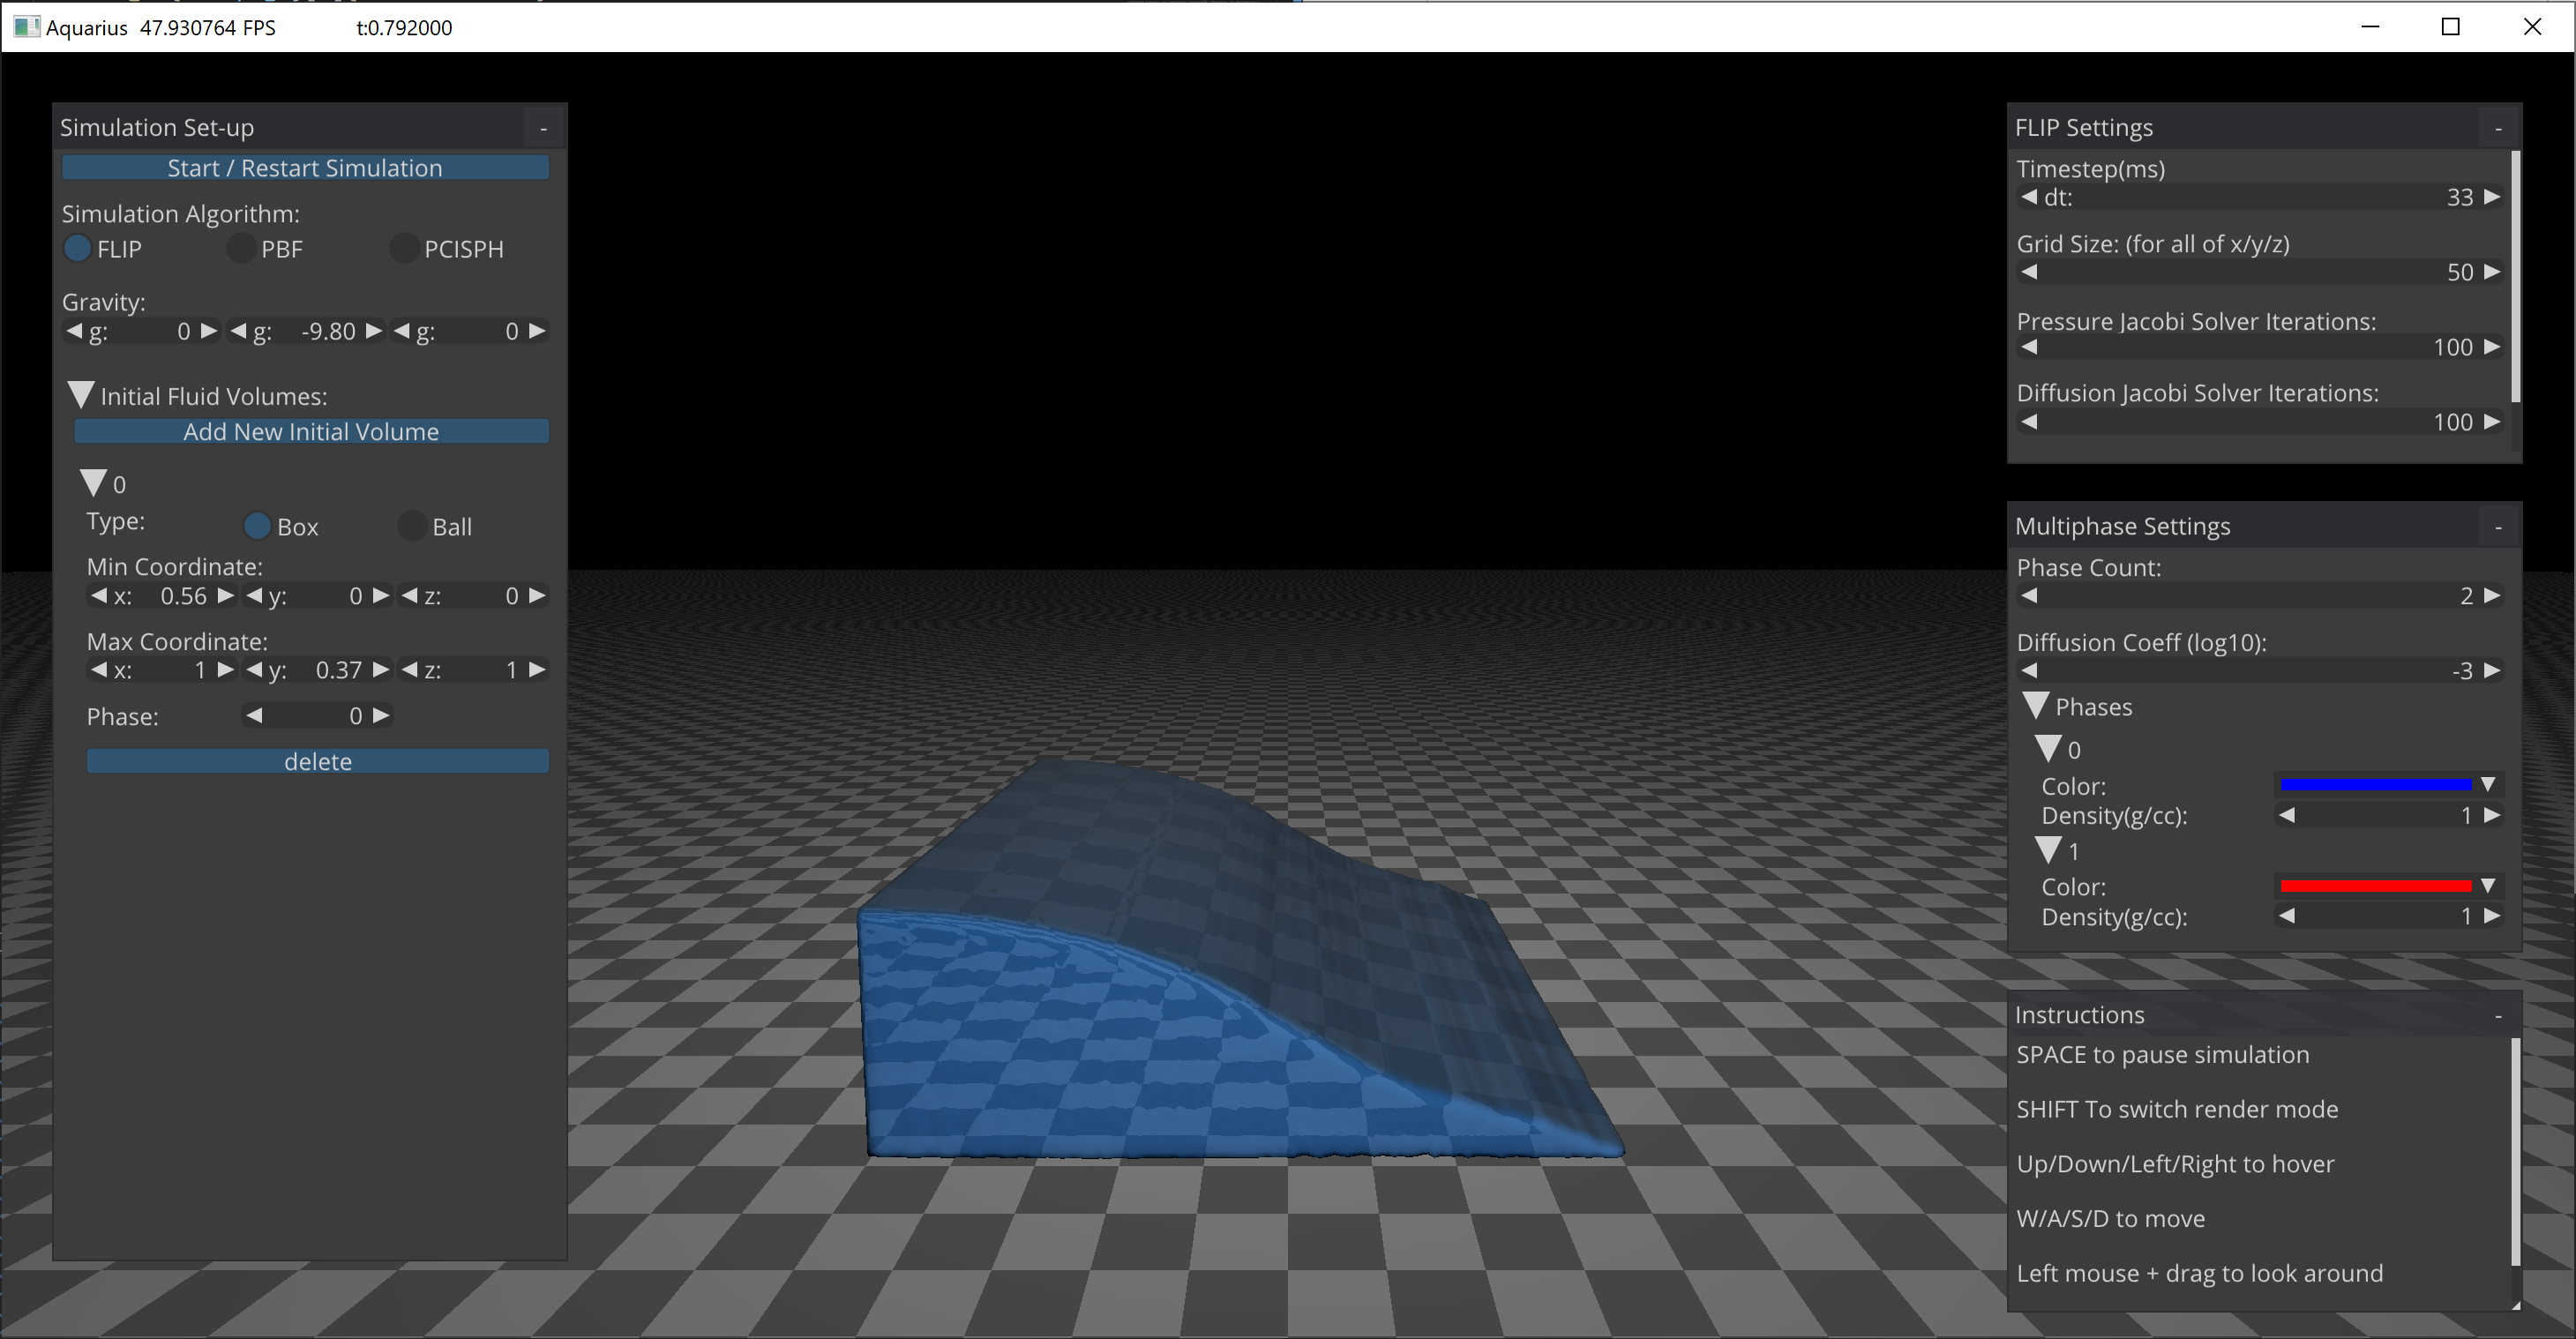 Aquarius 47.930764 FPS t:0.792000
Simulation Set-up -
Start / Restart Simulation
Simulation Algorithm:
FLIP PBF PCISPH
Gravity:
g: 0 g: -9.80 g: 0
Initial Fluid Volumes:
Add New Initial Volume
0
Type: Box Ball
Min Coordinate:
x: 0.56 y: 0 z: 0
Max Coordinate:
x: 1 y: 0.37 z: 1
Phase: 0
delete
FLIP Settings -
Timestep(ms)
dt: 33
Grid Size: (for all of x/y/z)
50
Pressure Jacobi Solver Iterations:
100
Diffusion Jacobi Solver Iterations:
100
Multiphase Settings -
Phase Count:
2
Diffusion Coeff (log10):
-3
Phases
0
Color:
Density(g/cc): 1
1
Color:
Density(g/cc): 1
Instructions -
SPACE to pause simulation
SHIFT To switch render mode
Up/Down/Left/Right to hover
W/A/S/D to move
Left mouse + drag to look around